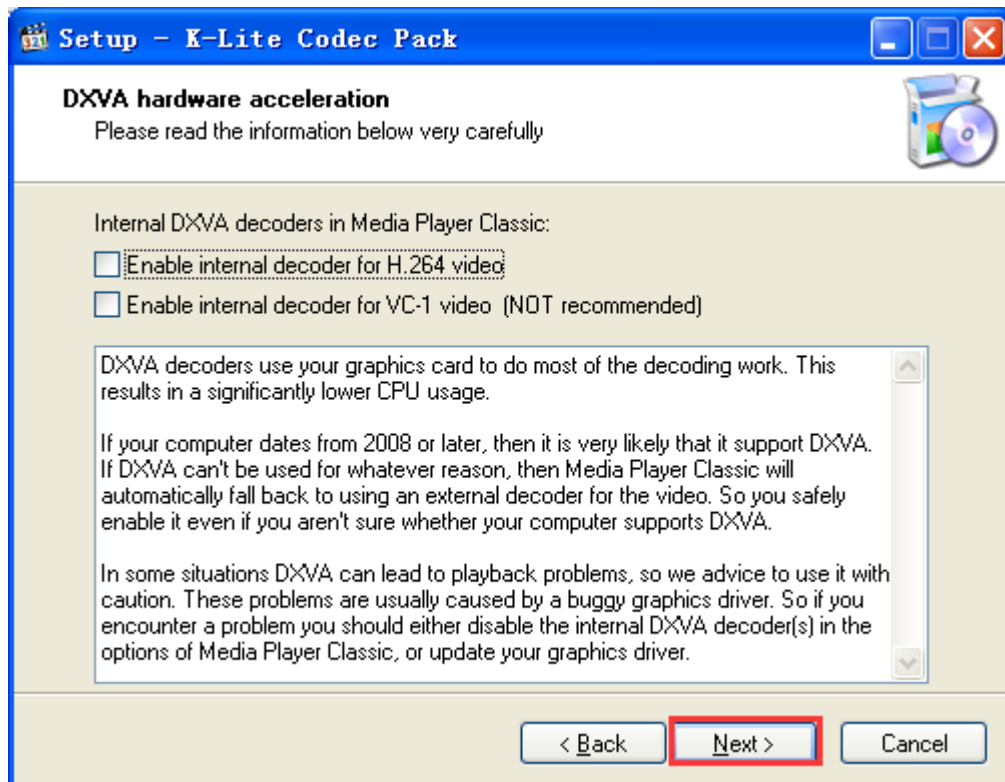 Setup - K-Lite Codec Pack
DXVA hardware acceleration
Please read the information below very carefully
Internal DXVA decoders in Media Player Classic:
Enable internal decoder for H.264 video
Enable internal decoder for VC-1 video (NOT recommended)
DXVA decoders use your graphics card to do most of the decoding work. This
results in a significantly lower CPU usage.
If your computer dates from 2008 or later, then it is very likely that it support DXVA.
If DXVA can't be used for whatever reason, then Media Player Classic will
automatically fall back to using an external decoder for the video. So you safely
enable it even if you aren't sure whether your computer supports DXVA.
In some situations DXVA can lead to playback problems, so we advice to use it with
caution. These problems are usually caused by a buggy graphics driver. So if you
encounter a problem you should either disable the internal DXVA decoder(s) in the
options of Media Player Classic, or update your graphics driver.
< Back
Next >
Cancel